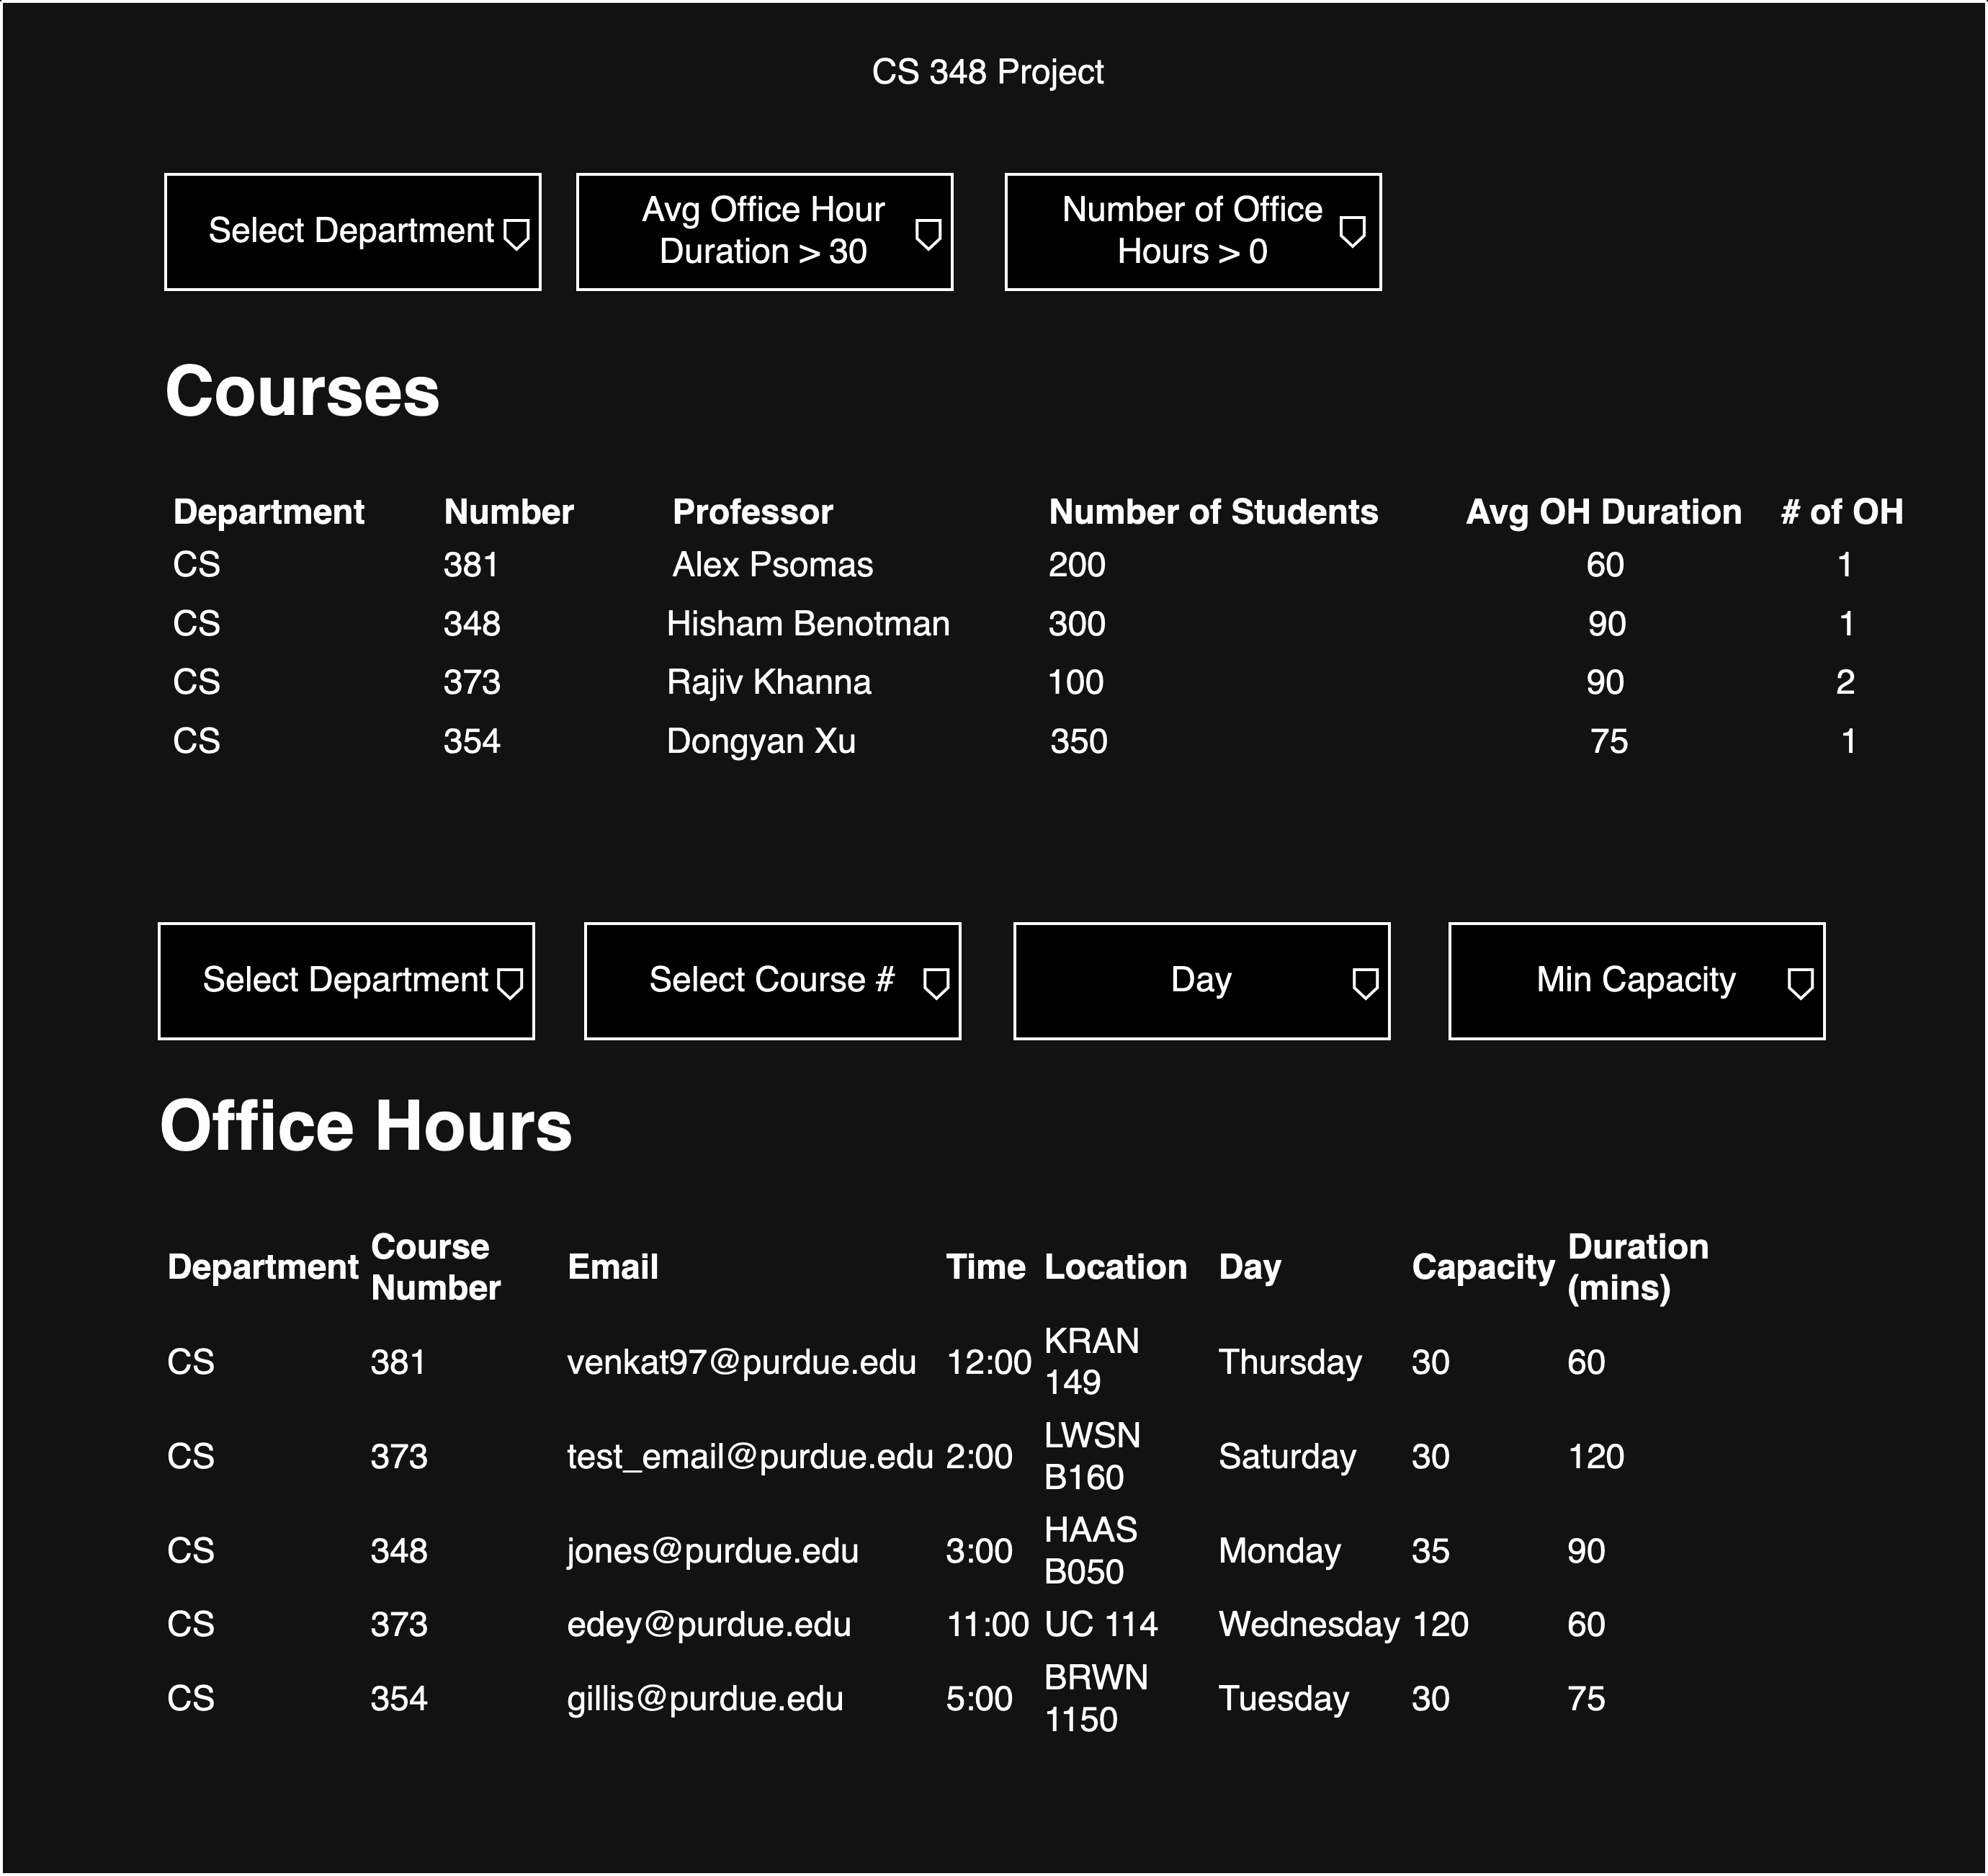 CS 348 Project
Select Department
Avg Office Hour
Duration > 30
Number of Office
Hours > 0
Courses
Department Number Professor Number of Students Avg OH Duration # of OH
CS 381 Alex Psomas 200 60 1
CS 348 Hisham Benotman 300 90 1
CS 373 Rajiv Khanna 100 90 2
CS 354 Dongyan Xu 350 75 1
Select Department Select Course # Day Min Capacity
Office Hours
Department Course Number Email Time Location Day Capacity Duration (mins)
CS 381 venkat97@purdue.edu 12:00 KRAN 149 Thursday 30 60
CS 373 test_email@purdue.edu 2:00 LWSN B160 Saturday 30 120
CS 348 jones@purdue.edu 3:00 HAAS B050 Monday 35 90
CS 373 edey@purdue.edu 11:00 UC 114 Wednesday 120 60
CS 354 gillis@purdue.edu 5:00 BRWN 1150 Tuesday 30 75